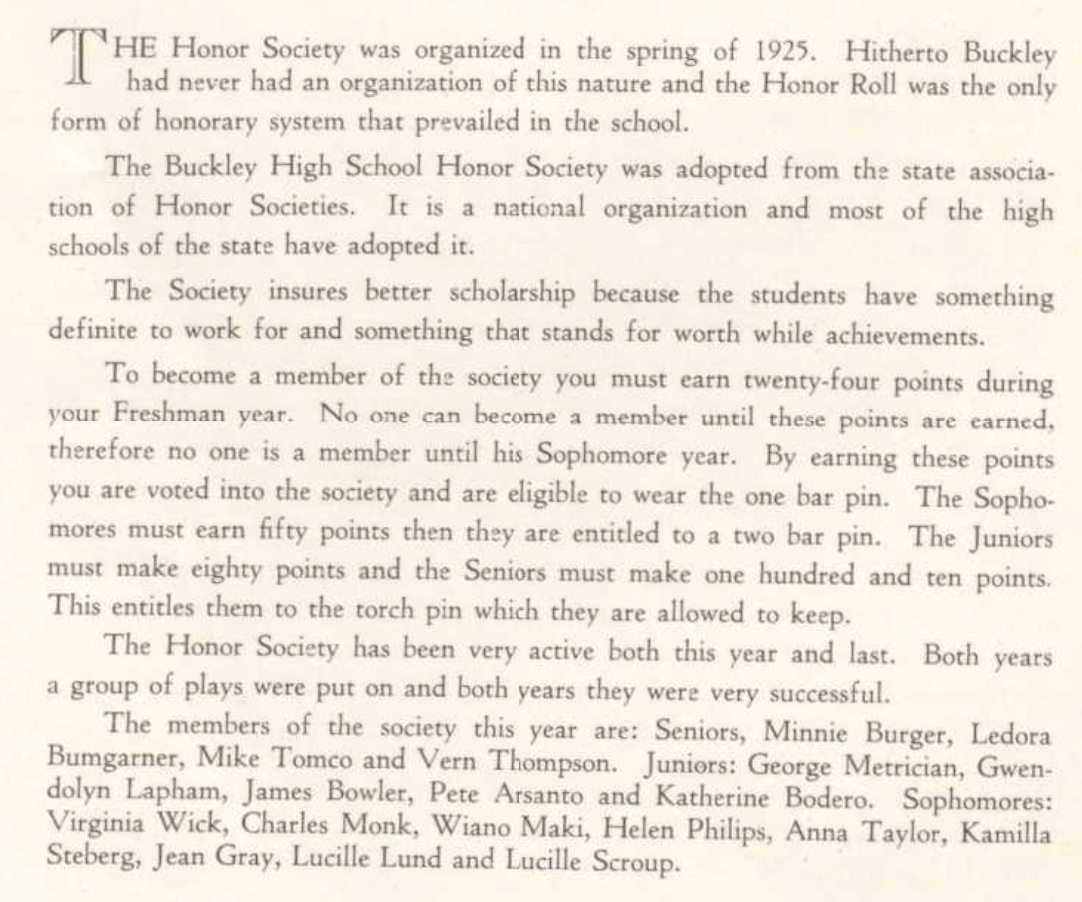 THE Honor Society was organized in the spring of 1925. Hitherto Buckley
had never had an organization of this nature and the Honor Roll was the only
form of honorary system that prevailed in the school.
The Buckley High School Honor Society was adopted from the state associa-
tion of Honor Societies. It is a national organization and most of the high
schools of the state have adopted it.
The Society insures better scholarship because the students have something
definite to work for and something that stands for worth while achievements.
To become a member of the society you must earn twenty-four points during
your Freshman year. No one can become a member until these points are earned,
therefore no one is a member until his Sophomore year. By earning these points
you are voted into the society and are eligible to wear the one bar pin. The Sopho-
mores must earn fifty points then they are entitled to a two bar pin. The Juniors
must make eighty points and the Seniors must make one hundred and ten points.
This entitles them to the torch pin which they are allowed to keep.
The Honor Society has been very active both this year and last. Both years
a group of plays were put on and both years they were very successful.
The members of the society this year are: Seniors, Minnie Burger, Ledora
Bumgarner, Mike Tomco and Vern Thompson. Juniors: George Metrician, Gwen-
dolyn Lapham, James Bowler, Pete Arsanto and Katherine Bodero. Sophomores:
Virginia Wick, Charles Monk, Wiano Maki, Helen Philips, Anna Taylor, Kamilla
Steberg, Jean Gray, Lucille Lund and Lucille Scroup.